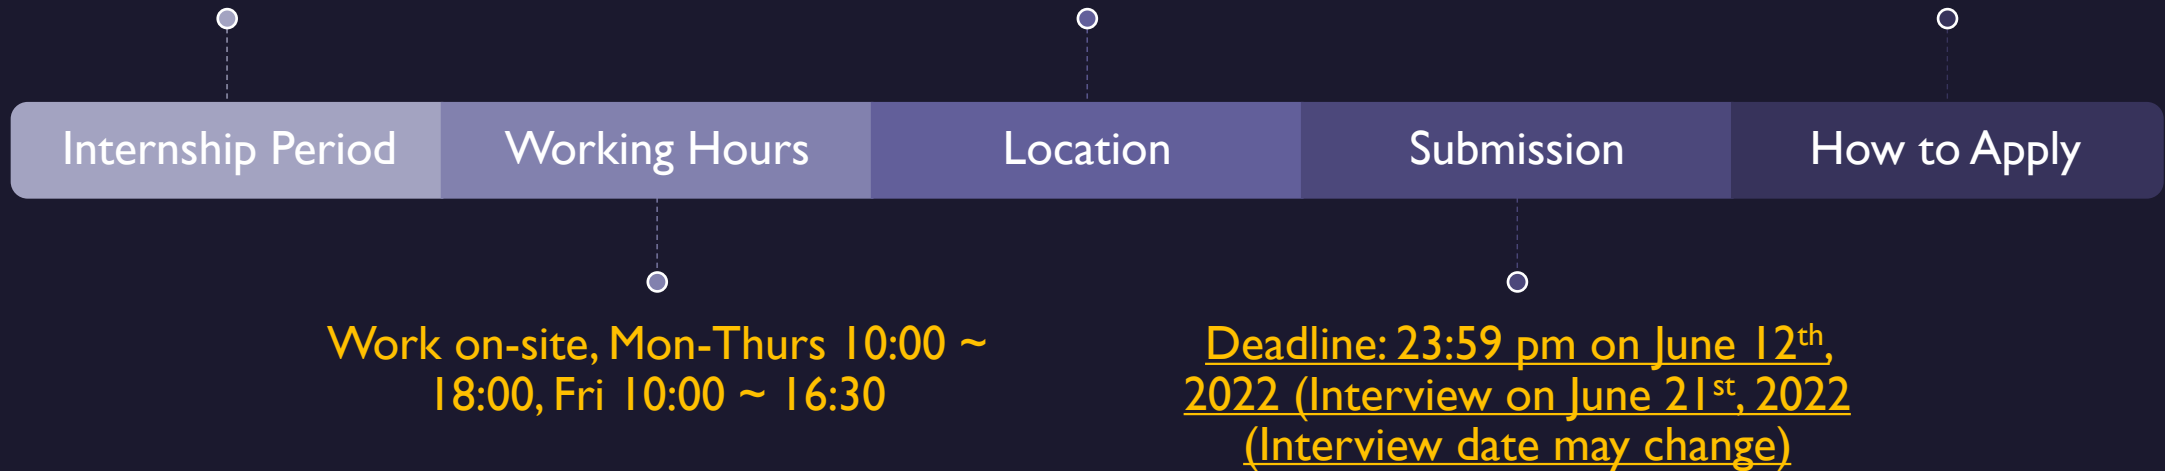 Internship Period
Working Hours
Location
Submission
How to Apply
Work on-site, Mon-Thurs 10:00 ~
18:00, Fri 10:00 ~ 16:30
Deadline: 23:59 pm on June 12th,
2022 (Interview on June 21st, 2022
(Interview date may change)